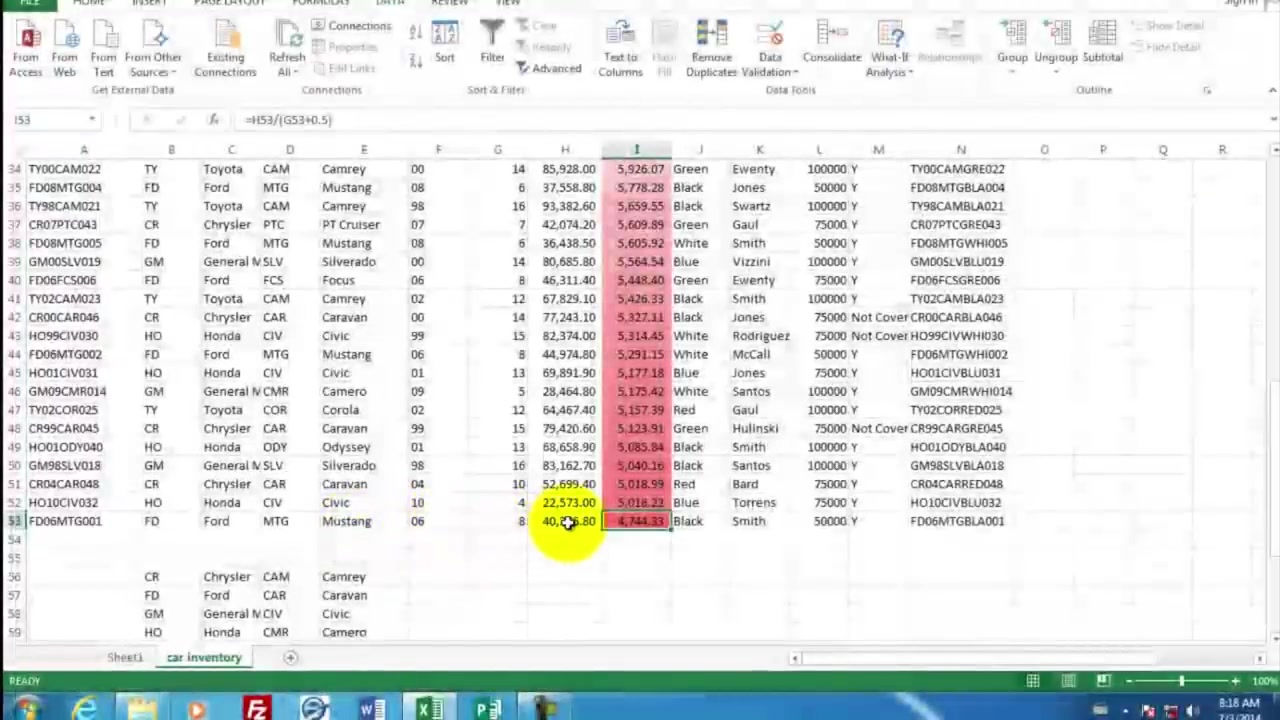 FILE HOME INSERT PAGE LAYOUT FORMULAS DATA REVIEW VIEW Sign in
From Access From Web From Text From Other Sources Existing Connections Refresh All Connections Properties Edit Links Sort Filter Clear Reapply Advanced Text to Columns Flash Fill Remove Duplicates Data Validation Consolidate What-If Analysis Relationships Group Ungroup Subtotal Show Detail Hide Detail
Get External Data Connections Sort & Filter Data Tools Outline
I53 fx =H53/(G53+0.5)
A B C D E F G H I J K L M N O P Q R
34 TY00CAM022 TY Toyota CAM Camrey 00 14 85,928.00 5,926.07 Green Ewenty 100000 Y TY00CAMGRE022
35 FD08MTG004 FD Ford MTG Mustang 08 6 37,558.80 5,778.28 Black Jones 50000 Y FD08MTGBLA004
36 TY98CAM021 TY Toyota CAM Camrey 98 16 93,382.60 5,659.55 Black Swartz 100000 Y TY98CAMBLA021
37 CR07PTC043 CR Chrysler PTC PT Cruiser 07 7 42,074.20 5,609.89 Green Gaul 75000 Y CR07PTCGRE043
38 FD08MTG005 FD Ford MTG Mustang 08 6 36,438.50 5,605.92 White Smith 50000 Y FD08MTGWHI005
39 GM00SLV019 GM General M SLV Silverado 00 14 80,685.80 5,564.54 Blue Vizzini 100000 Y GM00SLVBLU019
40 FD06FCS006 FD Ford FCS Focus 06 8 46,311.40 5,448.40 Green Ewenty 75000 Y FD06FCSGRE006
41 TY02CAM023 TY Toyota CAM Camrey 02 12 67,829.10 5,426.33 Black Smith 100000 Y TY02CAMBLA023
42 CR00CAR046 CR Chrysler CAR Caravan 00 14 77,243.10 5,327.11 Black Jones 75000 Not Cover CR00CARBLA046
43 HO99CIV030 HO Honda CIV Civic 99 15 82,374.00 5,314.45 White Rodriguez 75000 Not Cover HO99CIVWHI030
44 FD06MTG002 FD Ford MTG Mustang 06 8 44,974.80 5,291.15 White McCall 50000 Y FD06MTGWHI002
45 HO01CIV031 HO Honda CIV Civic 01 13 69,891.90 5,177.18 Blue Jones 75000 Y HO01CIVBLU031
46 GM09CMR014 GM General M CMR Camero 09 5 28,464.80 5,175.42 White Santos 100000 Y GM09CMRWHI014
47 TY02COR025 TY Toyota COR Corola 02 12 64,467.40 5,157.39 Red Gaul 100000 Y TY02CORRED025
48 CR99CAR045 CR Chrysler CAR Caravan 99 15 79,420.60 5,123.91 Green Hulinski 75000 Not Cover CR99CARGRE045
49 HO01ODY040 HO Honda ODY Odyssey 01 13 68,658.90 5,085.84 Black Smith 100000 Y HO01ODYBLA040
50 GM98SLV018 GM General M SLV Silverado 98 16 83,162.70 5,040.16 Black Santos 100000 Y GM98SLVBLA018
51 CR04CAR048 CR Chrysler CAR Caravan 04 10 52,699.40 5,018.99 Red Bard 75000 Y CR04CARRED048
52 HO10CIV032 HO Honda CIV Civic 10 4 22,573.00 5,018.22 Blue Torrens 75000 Y HO10CIVBLU032
53 FD06MTG001 FD Ford MTG Mustang 06 8 4,744.33 Black Smith 50000 Y FD06MTGBLA001
54
55
56 CR Chrysler CAM Camrey
57 FD Ford CAR Caravan
58 GM General M CIV Civic
59 HO Honda CMR Camero
Sheet1 car inventory
READY 100%
8:18 AM
7/3/2014